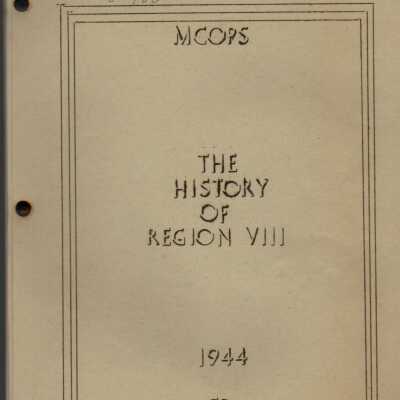 MCOPS
THE
HISTORY
OF
REGION VIII
1944